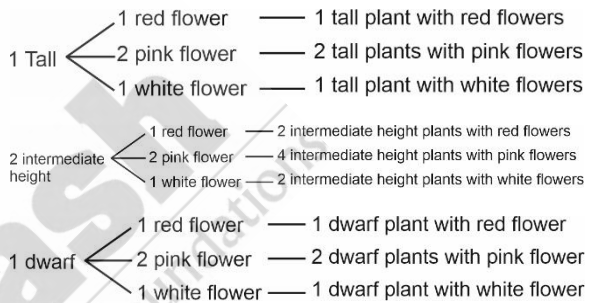 1 red flower — 1 tall plant with red flowers
1 Tall 2 pink flower — 2 tall plants with pink flowers
1 white flower — 1 tall plant with white flowers
1 red flower — 2 intermediate height plants with red flowers
2 intermediate height 2 pink flower — 4 intermediate height plants with pink flowers
1 white flower — 2 intermediate height plants with white flowers
1 red flower — 1 dwarf plant with red flower
1 dwarf 2 pink flower — 2 dwarf plants with pink flower
1 white flower — 1 dwarf plant with white flower